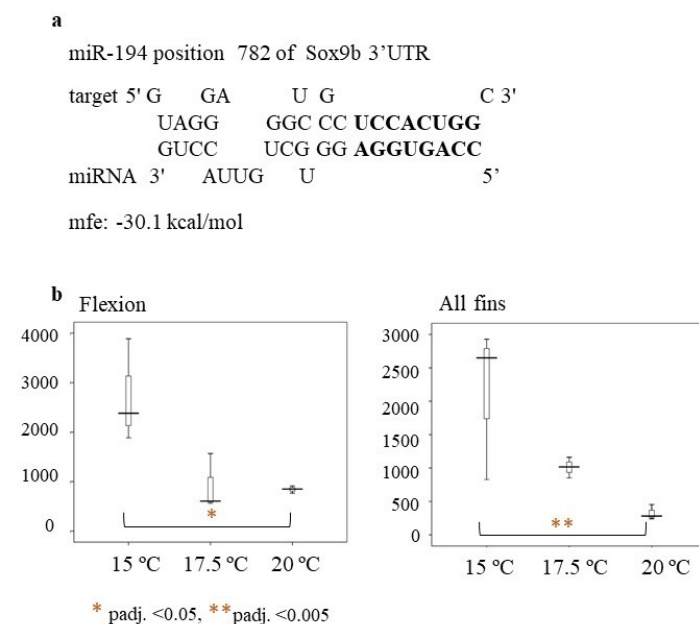 a
miR-194 position 782 of Sox9b 3’UTR
target 5' G GA U G C 3'
UAGG GGC CC UCCACUGG
GUCC UCG GG AGGUGACC
miRNA 3' AUUG U 5’
mfe: -30.1 kcal/mol
b Flexion
4000
3000
2000
1000
0
*
15 ºC 17.5 ºC 20 ºC
All fins
3000
2500
2000
1500
1000
500
0
**
15 ºC 17.5 ºC 20 ºC
* padj. <0.05, **padj. <0.005